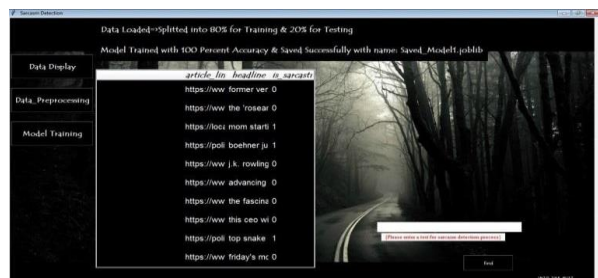 Sarcasm Detection
Data Loaded=>Splitted into 80% for Training & 20% for Testing
Model Trained with 100 Percent Accuracy & Saved Successfully with name: Saved_Model1.joblib
Data Display
Data_Preprocessing
Model Training
article_lin headline is_sarcasti
https://ww former ver 0
https://ww the 'rosear 0
https://loca mom starti 1
https://poli boehner ju 1
https://ww j.k. rowling 0
https://ww advancing 0
https://ww the fascina 0
https://ww this ceo wi 0
https://poli top snake 1
https://ww friday's mo 0
(Please enter a text for sarcasm detection process)